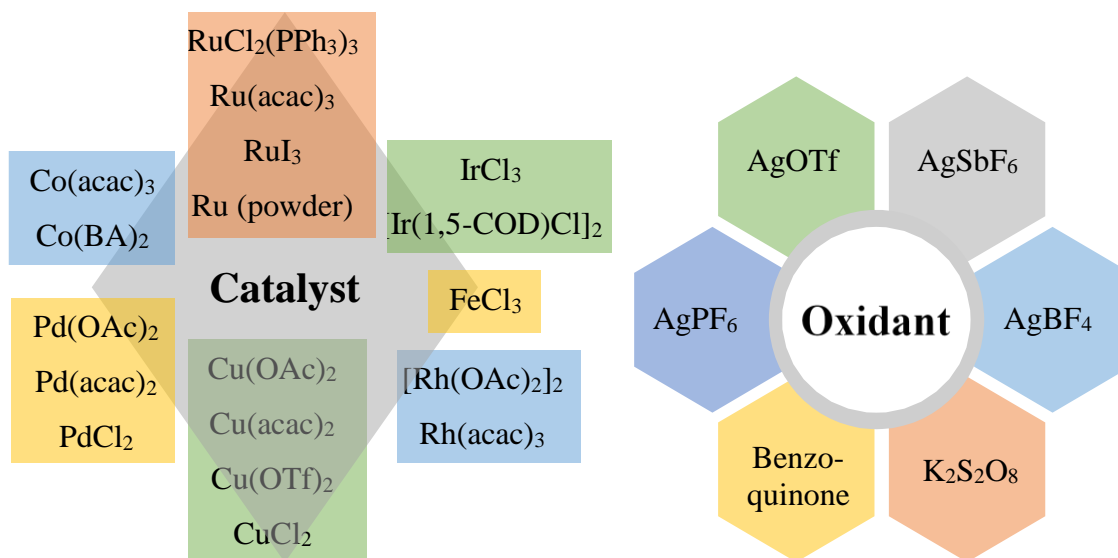 RuCl₂(PPh₃)₃
Ru(acac)₃
RuI₃
Ru (powder)
Co(acac)₃
Co(BA)₂
IrCl₃
[Ir(1,5-COD)Cl]₂
Catalyst
FeCl₃
Pd(OAc)₂
Pd(acac)₂
PdCl₂
Cu(OAc)₂
Cu(acac)₂
Cu(OTf)₂
CuCl₂
[Rh(OAc)₂]₂
Rh(acac)₃
AgOTf
AgSbF₆
AgPF₆
Oxidant
AgBF₄
Benzo-
quinone
K₂S₂O₈